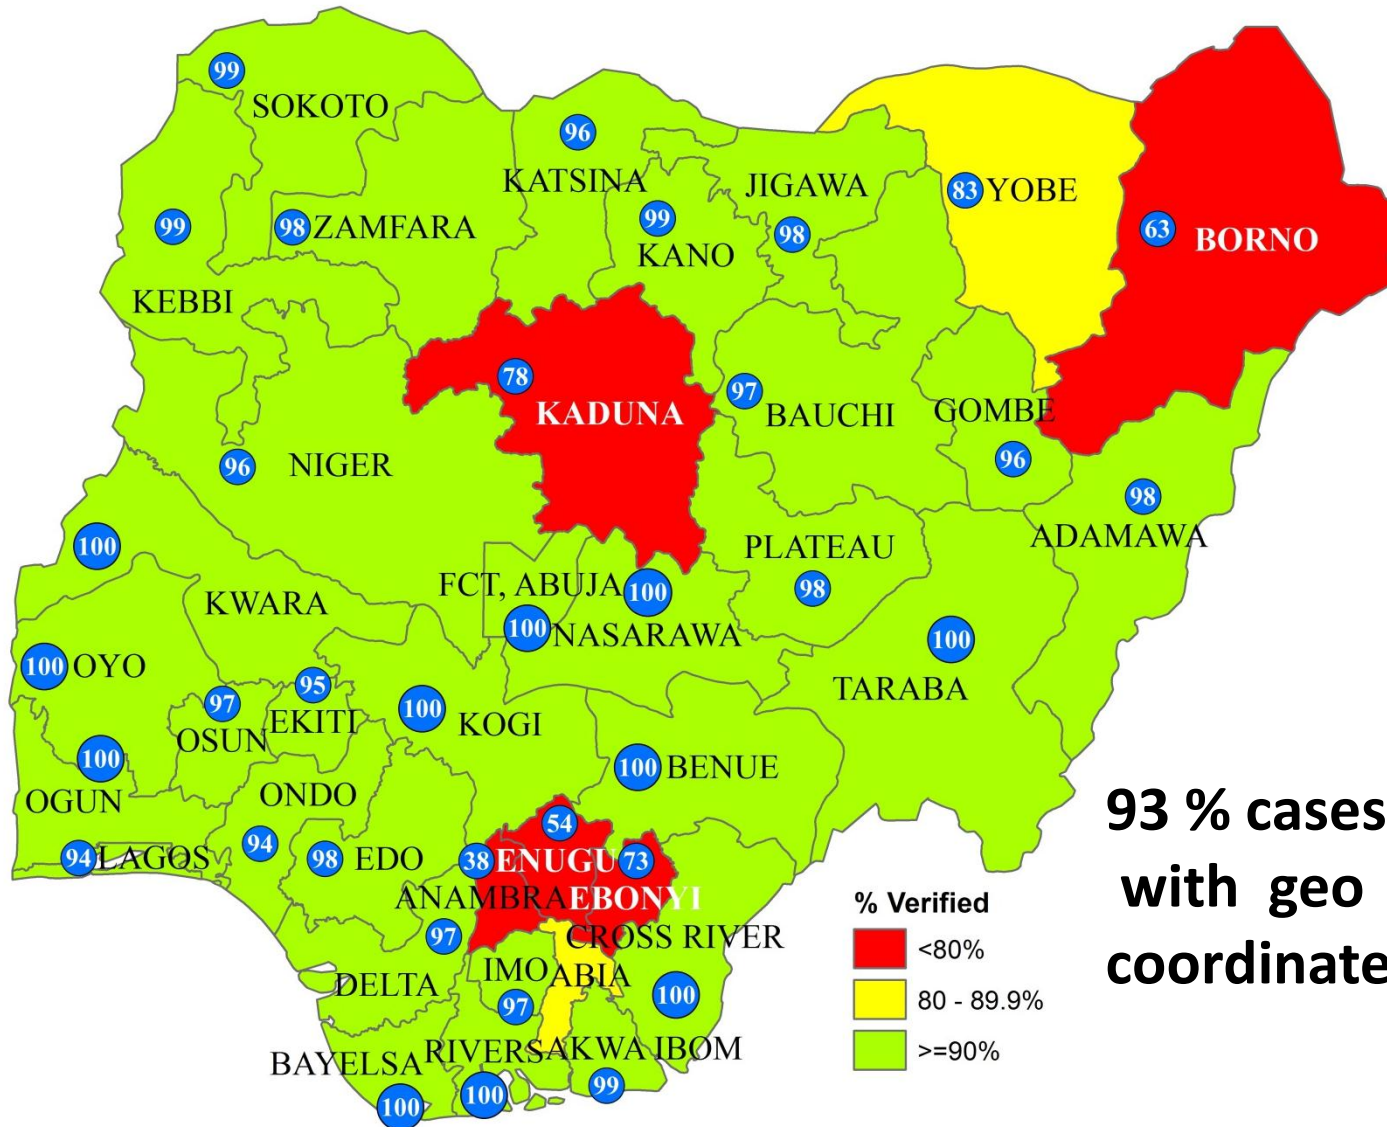 99
SOKOTO
96
KATSINA
JIGAWA
83 YOBE
99
98 ZAMFARA
99
KANO
98
63
BORNO
KEBBI
78
KADUNA
97
BAUCHI
GOMBE
96
NIGER
96
98
ADAMAWA
100
PLATEAU
98
FCT, ABUJA
100
KWARA
100
NASARAWA
100
TARABA
100 OYO
95
EKITI
97
OSUN
100
KOGI
100
OGUN
100 BENUE
ONDO
94
94 LAGOS
98 EDO
54
38 ENUGU
73
ANAMBRA
EBONYI
97
CROSS RIVER
DELTA
IMO
ABIA
97
100
BAYELSA
RIVERS
AKWA IBOM
100
100
99
93 % cases
with geo
coordinate
% Verified
<80%
80 - 89.9%
>=90%